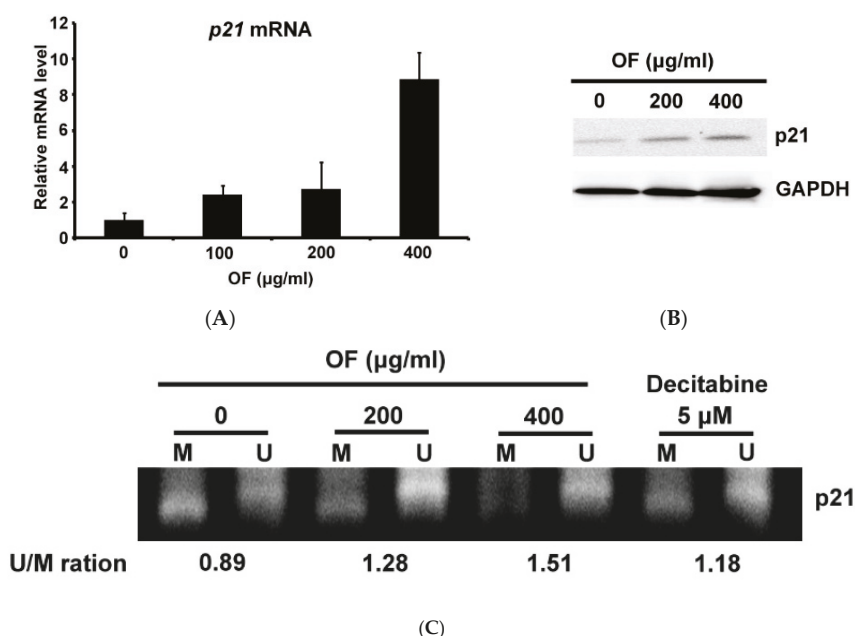 p21 mRNA
Relative mRNA level
12
10
8
6
4
2
0
0 100 200 400
OF (µg/ml)
(A)
OF (µg/ml)
0 200 400
p21
GAPDH
(B)
OF (µg/ml)
Decitabine
0 200 400 5 µM
M U M U M U M U
p21
U/M ration 0.89 1.28 1.51 1.18
(C)